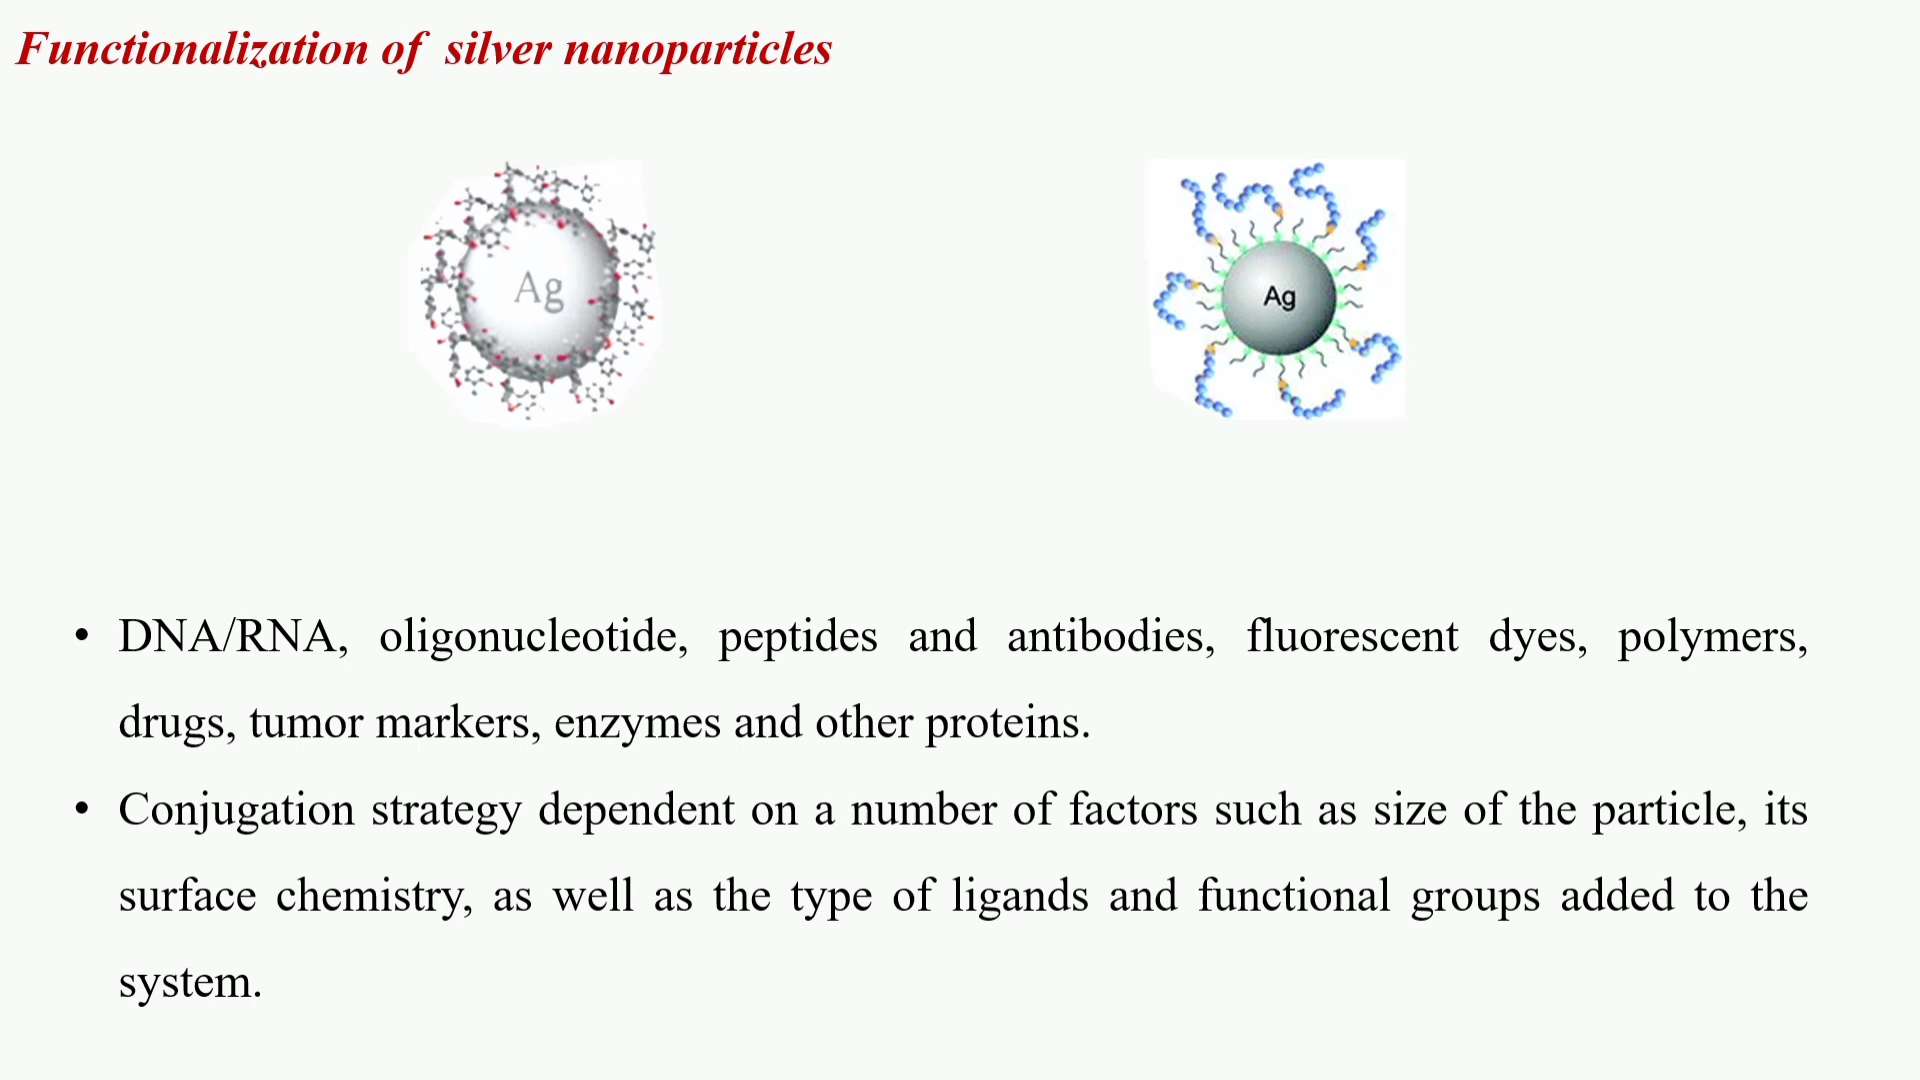 Functionalization of silver nanoparticles
Ag
Ag
• DNA/RNA, oligonucleotide, peptides and antibodies, fluorescent dyes, polymers,
drugs, tumor markers, enzymes and other proteins.
• Conjugation strategy dependent on a number of factors such as size of the particle, its
surface chemistry, as well as the type of ligands and functional groups added to the
system.